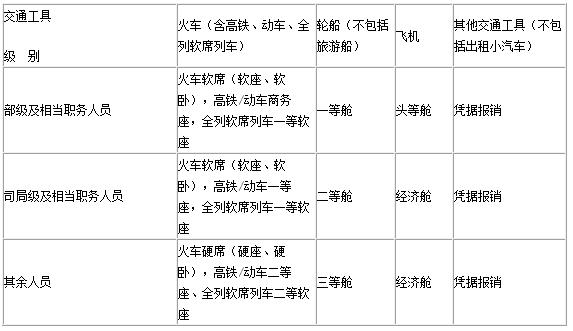 交通工具
级 别
火车（含高铁、动车、全
列软席列车）
轮船（不包括
旅游船）
飞机
其他交通工具（不包
括出租小汽车）
部级及相当职务人员
火车软席（软座、软
卧），高铁/动车商务
座，全列软席列车一等软
座
一等舱
头等舱
凭据报销
司局级及相当职务人员
火车软席（软座、软
卧），高铁/动车一等
座，全列软席列车一等软
座
二等舱
经济舱
凭据报销
其余人员
火车硬席（硬座、硬
卧），高铁/动车二等
座、全列软席列车二等软
座
三等舱
经济舱
凭据报销